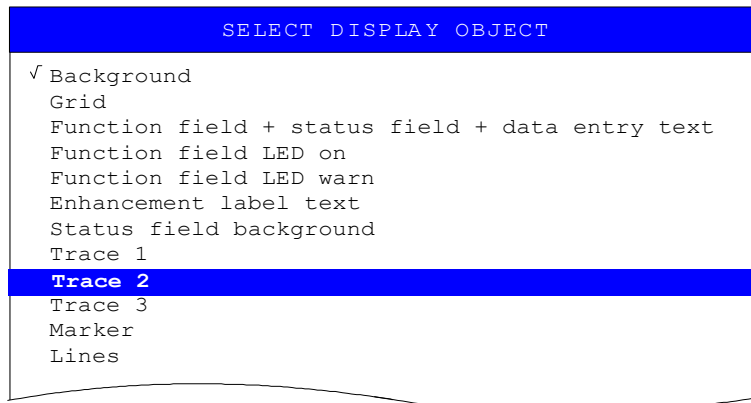 SELECT DISPLAY OBJECT
√ Background
Grid
Function field + status field + data entry text
Function field LED on
Function field LED warn
Enhancement label text
Status field background
Trace 1
Trace 2
Trace 3
Marker
Lines